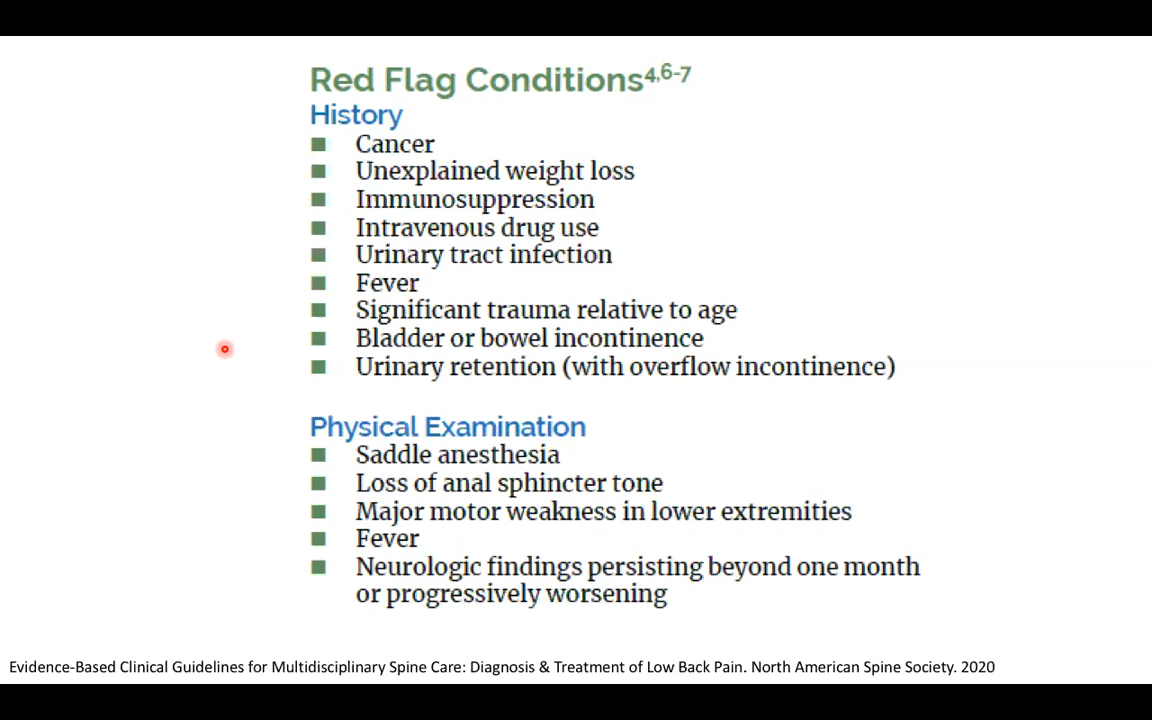 Red Flag Conditions4,6-7
History
■ Cancer
■ Unexplained weight loss
■ Immunosuppression
■ Intravenous drug use
■ Urinary tract infection
■ Fever
■ Significant trauma relative to age
■ Bladder or bowel incontinence
■ Urinary retention (with overflow incontinence)
Physical Examination
■ Saddle anesthesia
■ Loss of anal sphincter tone
■ Major motor weakness in lower extremities
■ Fever
■ Neurologic findings persisting beyond one month
or progressively worsening
Evidence-Based Clinical Guidelines for Multidisciplinary Spine Care: Diagnosis & Treatment of Low Back Pain. North American Spine Society. 2020